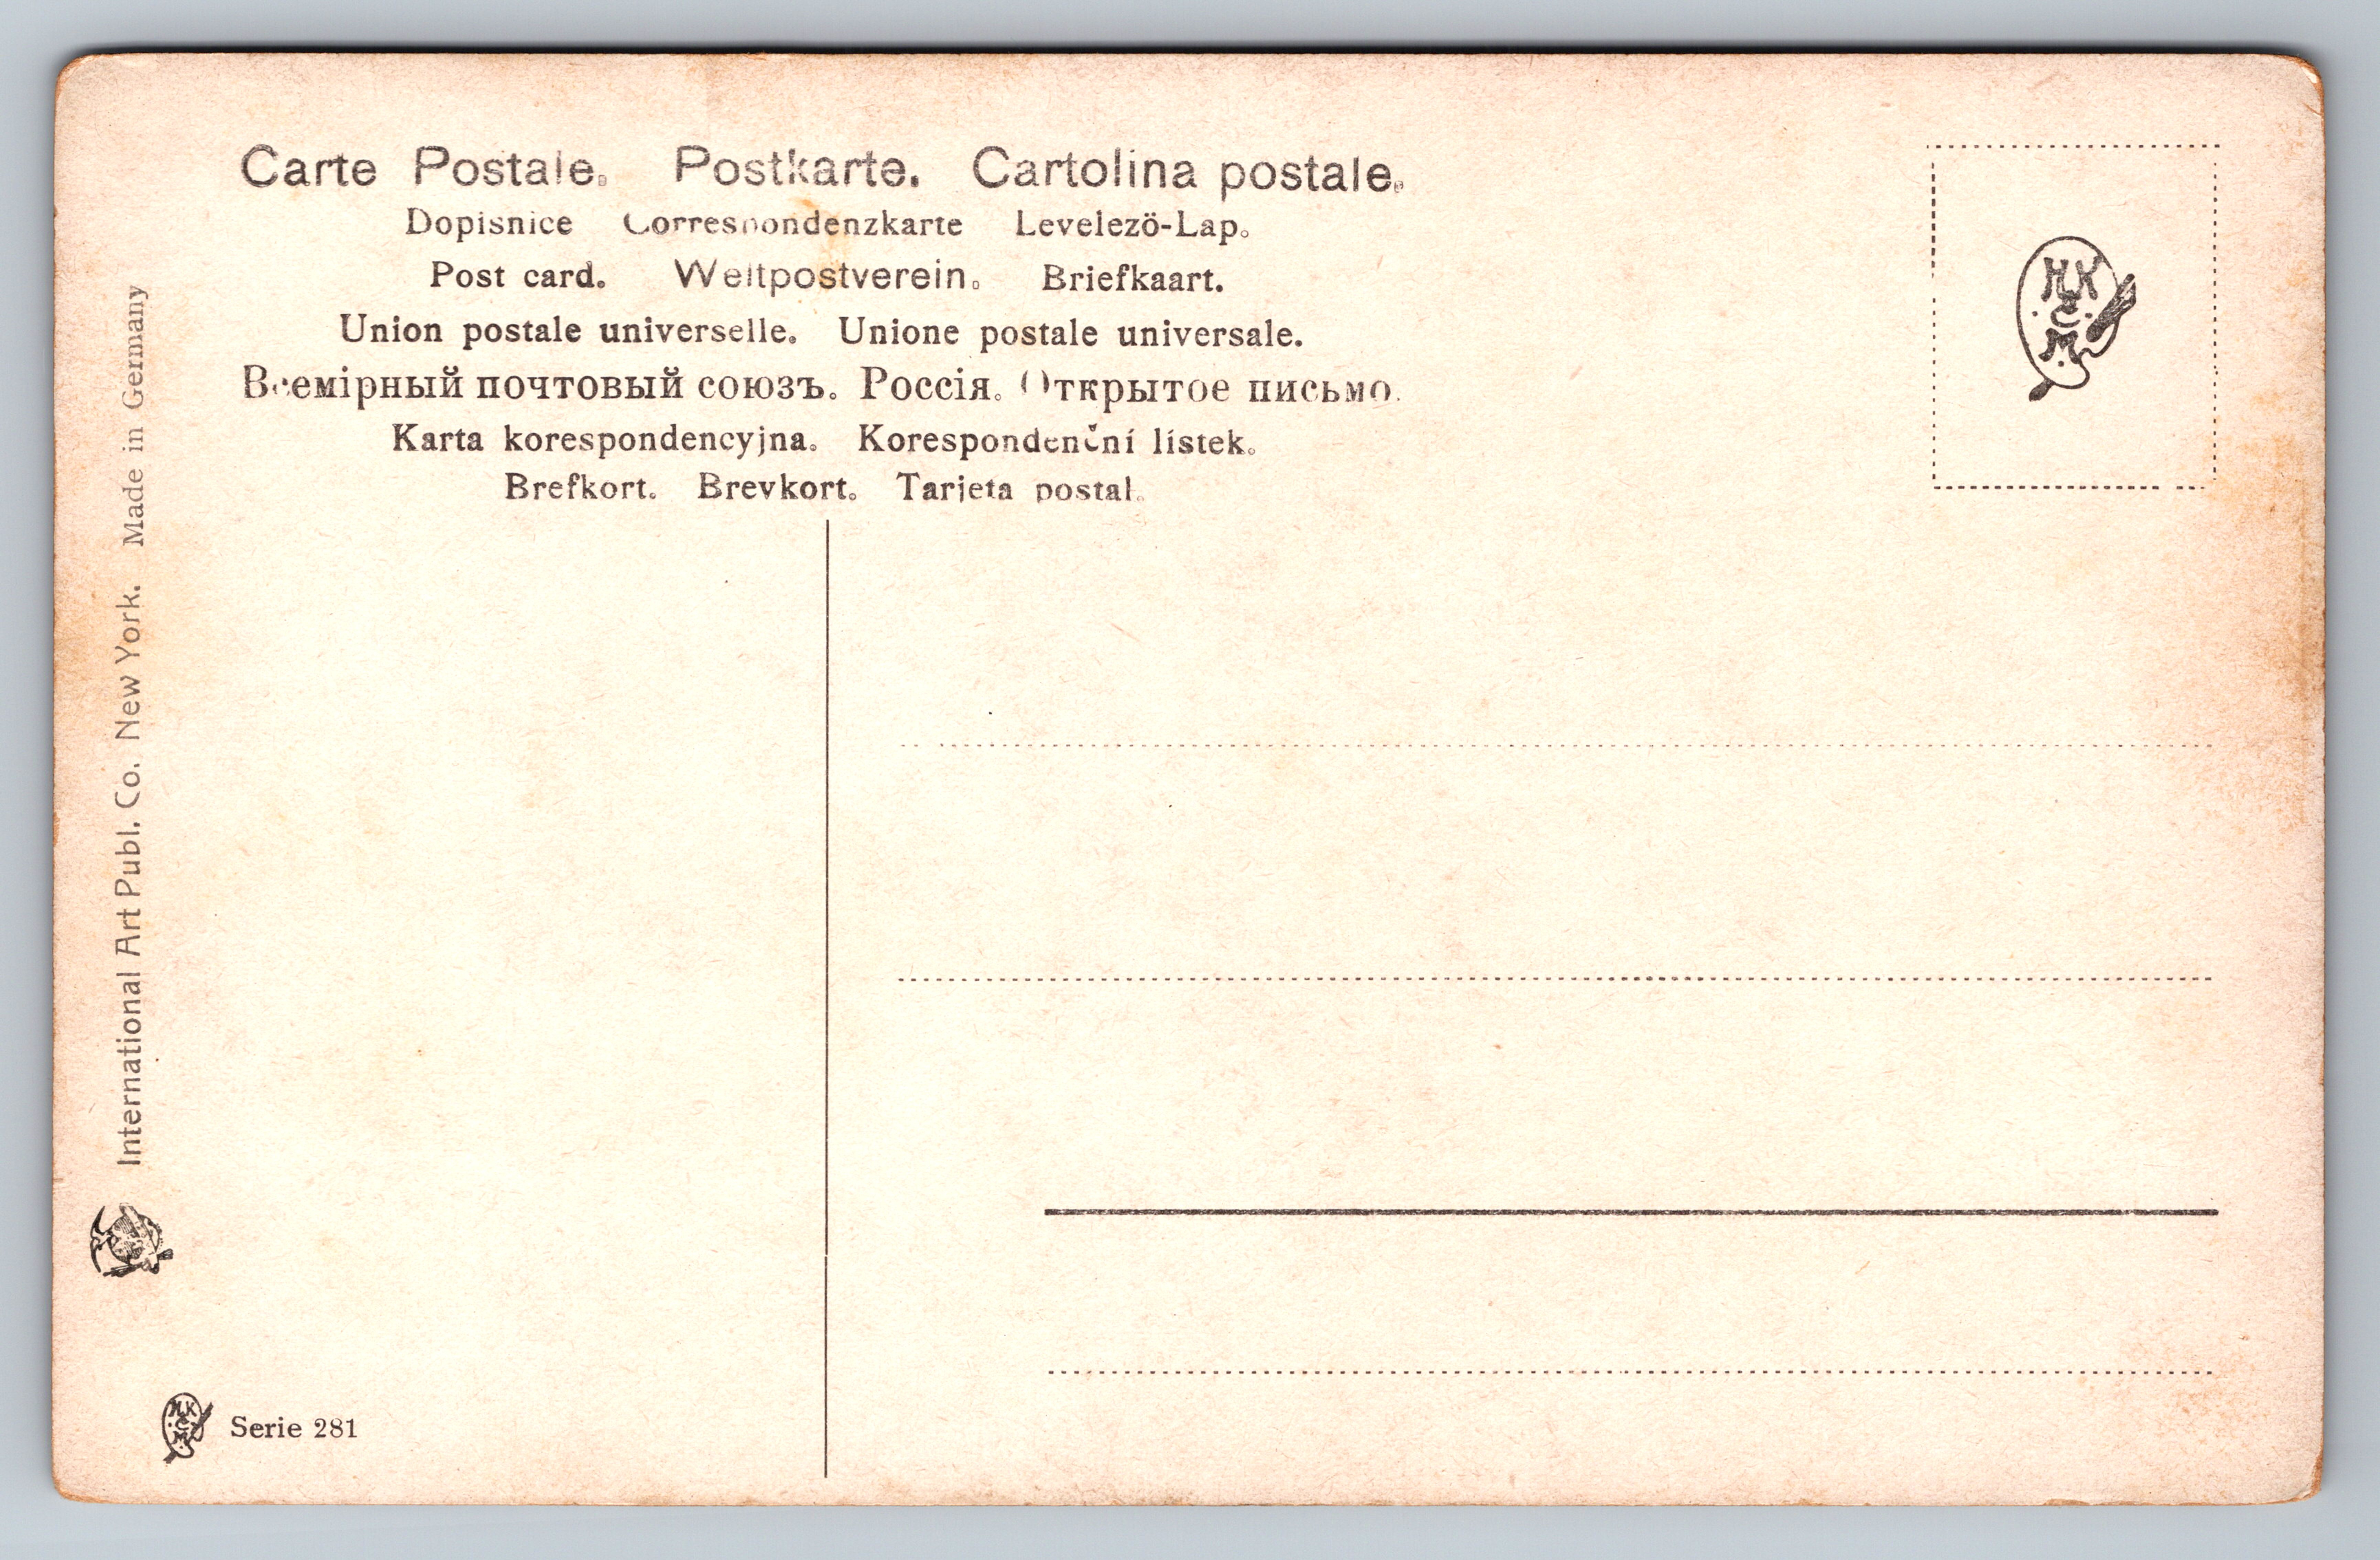 Carte Postale. Postkarte. Cartolina postale.
Dopisnice Correspondenzkarte Levelezö-Lap.
Post card. Weltpostverein. Briefkaart.
Union postale universelle. Unione postale universale.
Всемірный почтовый союзъ. Россія. Открытое письмо.
Karta korespondencyjna. Korespondenční lístek.
Brefkort. Brevkort. Tarjeta postal.
M K
C
M
International Art Publ. Co. New York. Made in Germany
M K
C
M
Serie 281